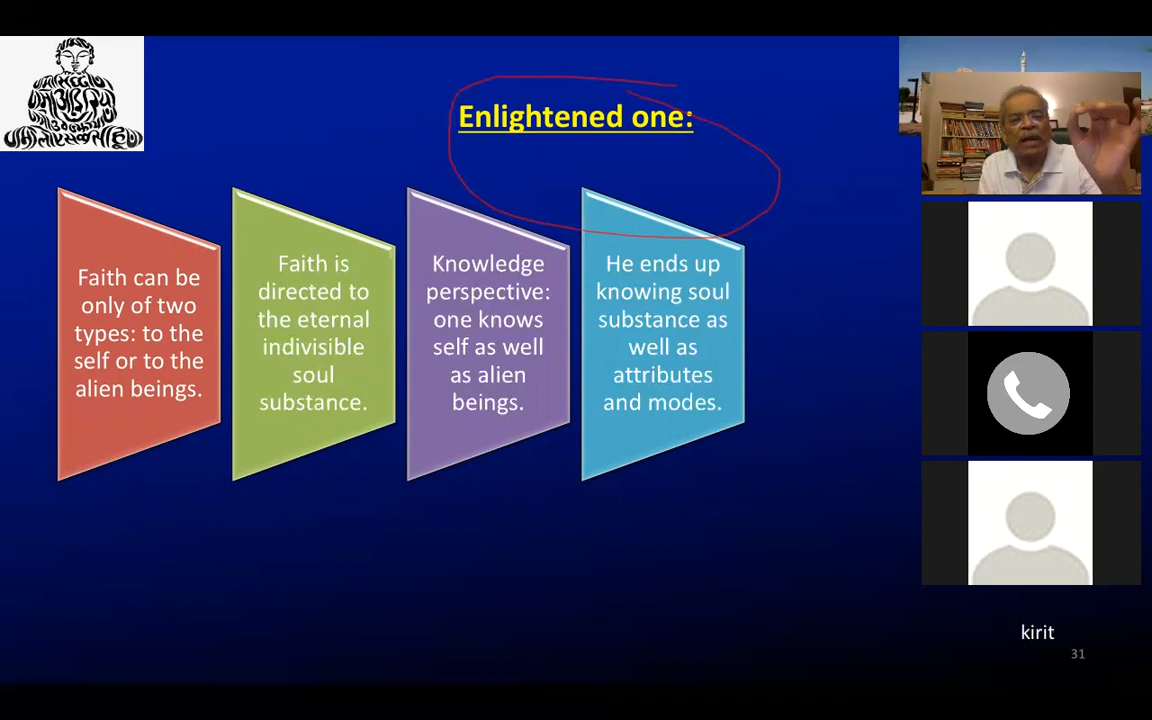 Enlightened one:
Faith can be
only of two
types: to the
self or to the
alien beings.
Faith is
directed to
the eternal
indivisible
soul
substance.
Knowledge
perspective:
one knows
self as well
as alien
beings.
He ends up
knowing soul
substance as
well as
attributes
and modes.
kirit
31